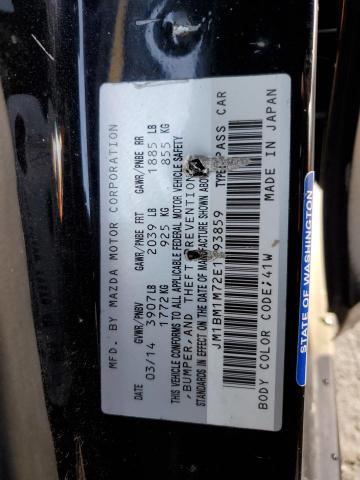 MFD. BY MAZDA MOTOR CORPORATION
GVWR/PNBV GAWR/PNBE FRT GAWR/PNBE RR
03/14 3907LB 2039 LB 1885 LB
1772KG 925 KG 855 KG
THIS VEHICLE CONFORMS TO ALL APPLICABLE FEDERAL MOTOR VEHICLE SAFETY
,BUMPER,AND THEFT PREVENTION
STANDARDS IN EFFECT ON THE DATE OF MANUFACTURE SHOWN ABOVE
JM1BM1M72E1 93859 TYPE: PASS CAR
BODY COLOR CODE;41W MADE IN JAPAN
STATE OF WASHINGTON